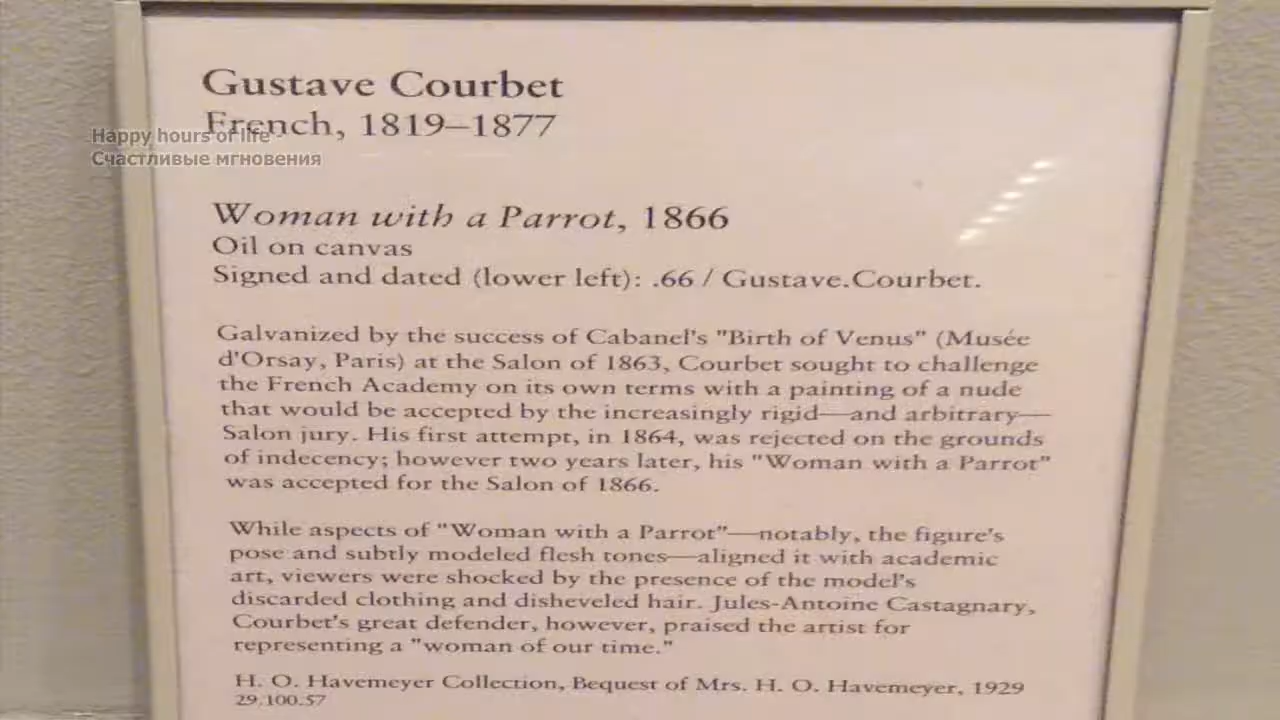 Gustave Courbet
French, 1819–1877
Happy hours of life -
Счастливые мгновения
Woman with a Parrot, 1866
Oil on canvas
Signed and dated (lower left): .66 / Gustave.Courbet.
Galvanized by the success of Cabanel's "Birth of Venus" (Musée
d'Orsay, Paris) at the Salon of 1863, Courbet sought to challenge
the French Academy on its own terms with a painting of a nude
that would be accepted by the increasingly rigid—and arbitrary—
Salon jury. His first attempt, in 1864, was rejected on the grounds
of indecency; however two years later, his "Woman with a Parrot"
was accepted for the Salon of 1866.
While aspects of "Woman with a Parrot"—notably, the figure's
pose and subtly modeled flesh tones—aligned it with academic
art, viewers were shocked by the presence of the model's
discarded clothing and disheveled hair. Jules-Antoine Castagnary,
Courbet's great defender, however, praised the artist for
representing a "woman of our time."
H. O. Havemeyer Collection, Bequest of Mrs. H. O. Havemeyer, 1929
29.100.57